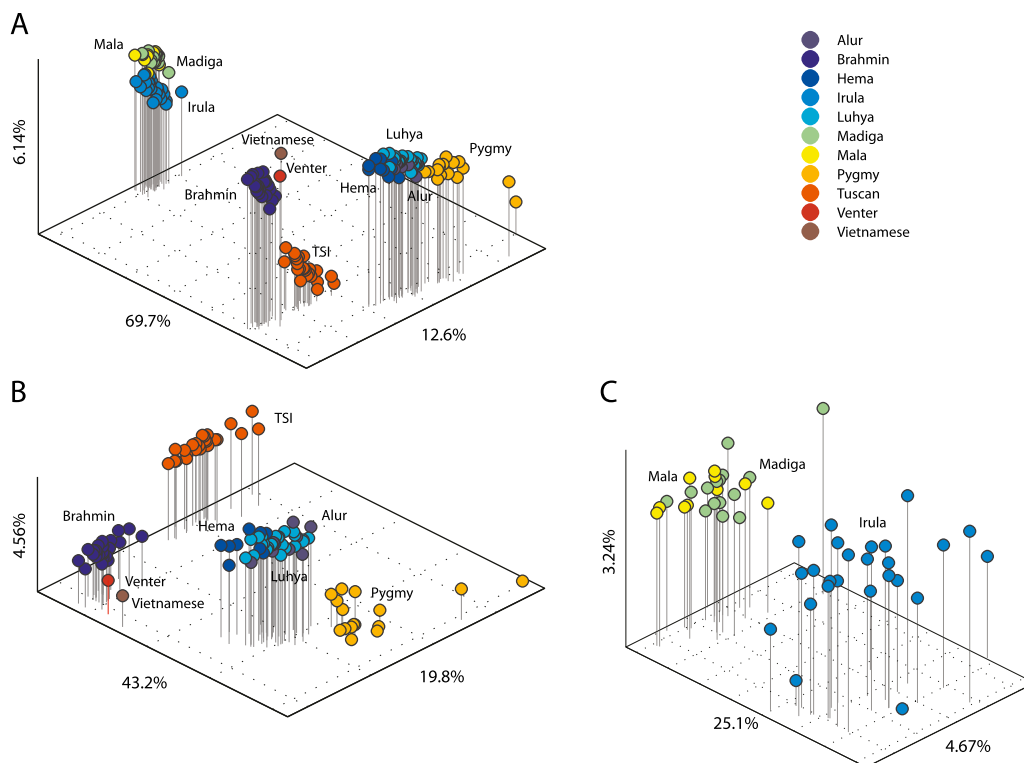 A
Mala
Madiga
Irula
6.14%
Vietnamese
Venter
Brahmin
TSI
Luhya
Pygmy
Hema
Alur
69.7%
12.6%
Alur
Brahmin
Hema
Irula
Luhya
Madiga
Mala
Pygmy
Tuscan
Venter
Vietnamese
B
TSI
Brahmin
Hema
Alur
4.56%
Venter
Luhya
Vietnamese
Pygmy
43.2%
19.8%
C
Mala
Madiga
Irula
3.24%
25.1%
4.67%